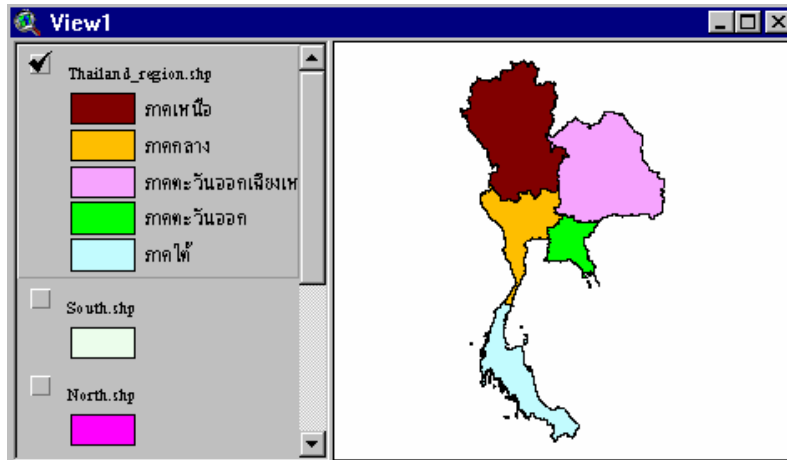 View1
Thailand_region.shp
ภาคเหนือ
ภาคกลาง
ภาคตะวันออกเฉียงเห
ภาคตะวันออก
ภาคใต้
South.shp
North.shp